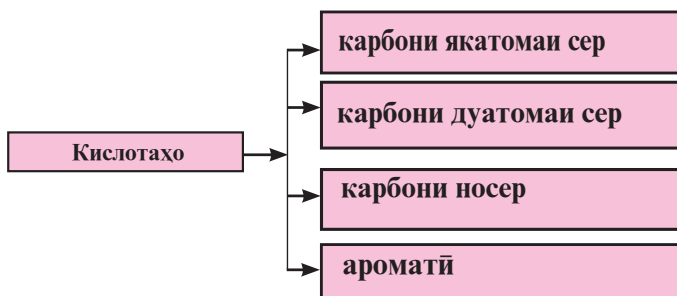 карбони якатомаи сер
карбони дуатомаи сер
Кислотаҳо
карбони носер
ароматӣ